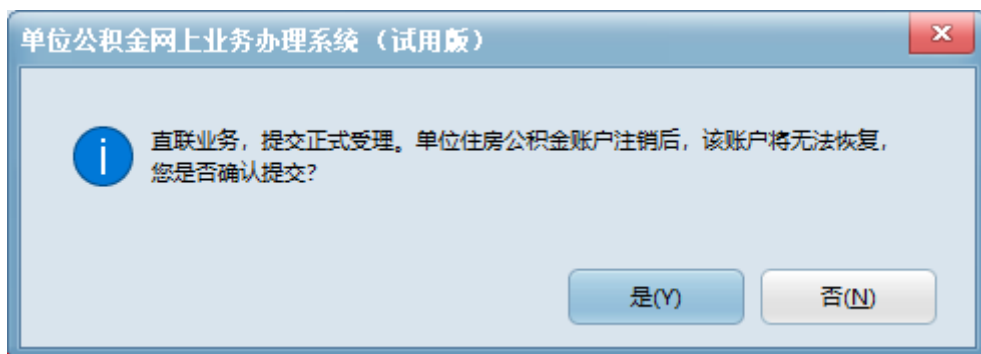 单位公积金网上业务办理系统（试用版）
直联业务，提交正式受理。单位住房公积金账户注销后，该账户将无法恢复，
您是否确认提交？
是(Y)
否(N)